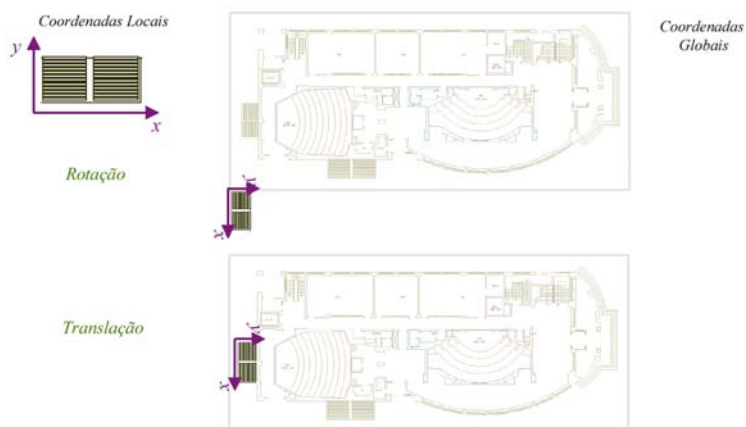 Coordenadas Locais
Coordenadas
Globais
y
x
Rotação
y
x
Translação
y
x